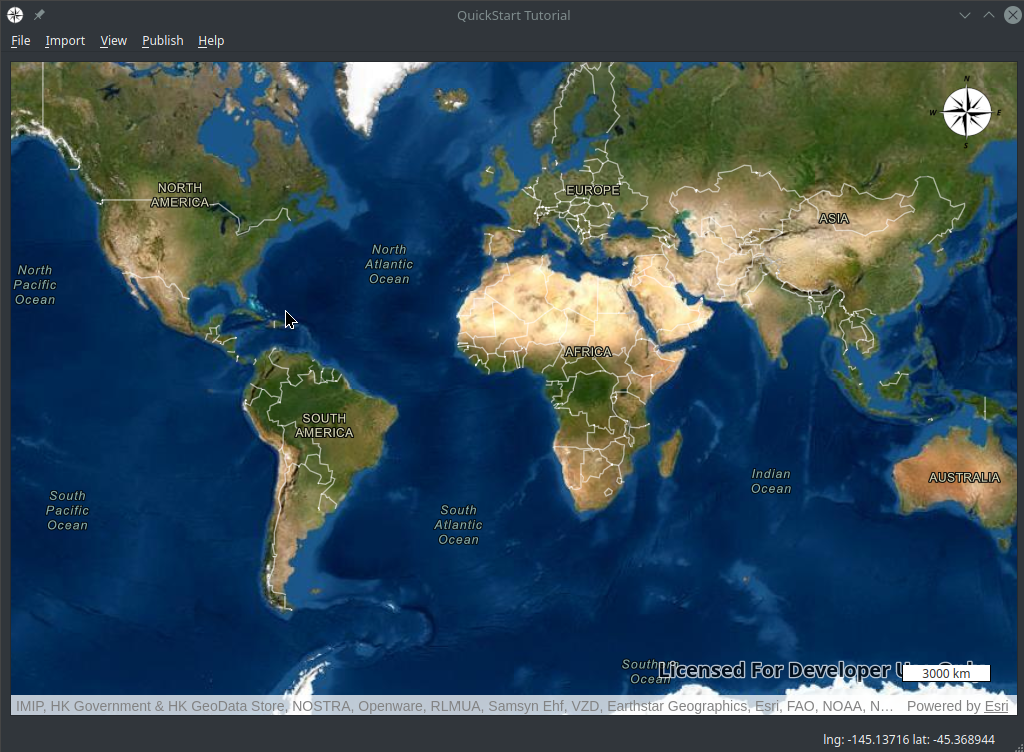 QuickStart Tutorial
File Import View Publish Help
N
W E
S
NORTH
AMERICA
EUROPE
ASIA
North
Atlantic
Ocean
North
Pacific
Ocean
AFRICA
SOUTH
AMERICA
Indian
Ocean
AUSTRALIA
South
Pacific
Ocean
South
Atlantic
Ocean
Southern
Ocean
Licensed For Developer
3000 km
IMIP, HK Government & HK GeoData Store, NOSTRA, Openware, RLMUA, Samsyn Ehf, VZD, Earthstar Geographics, Esri, FAO, NOAA, N... Powered by Esri
lng: -145.13716 lat: -45.368944